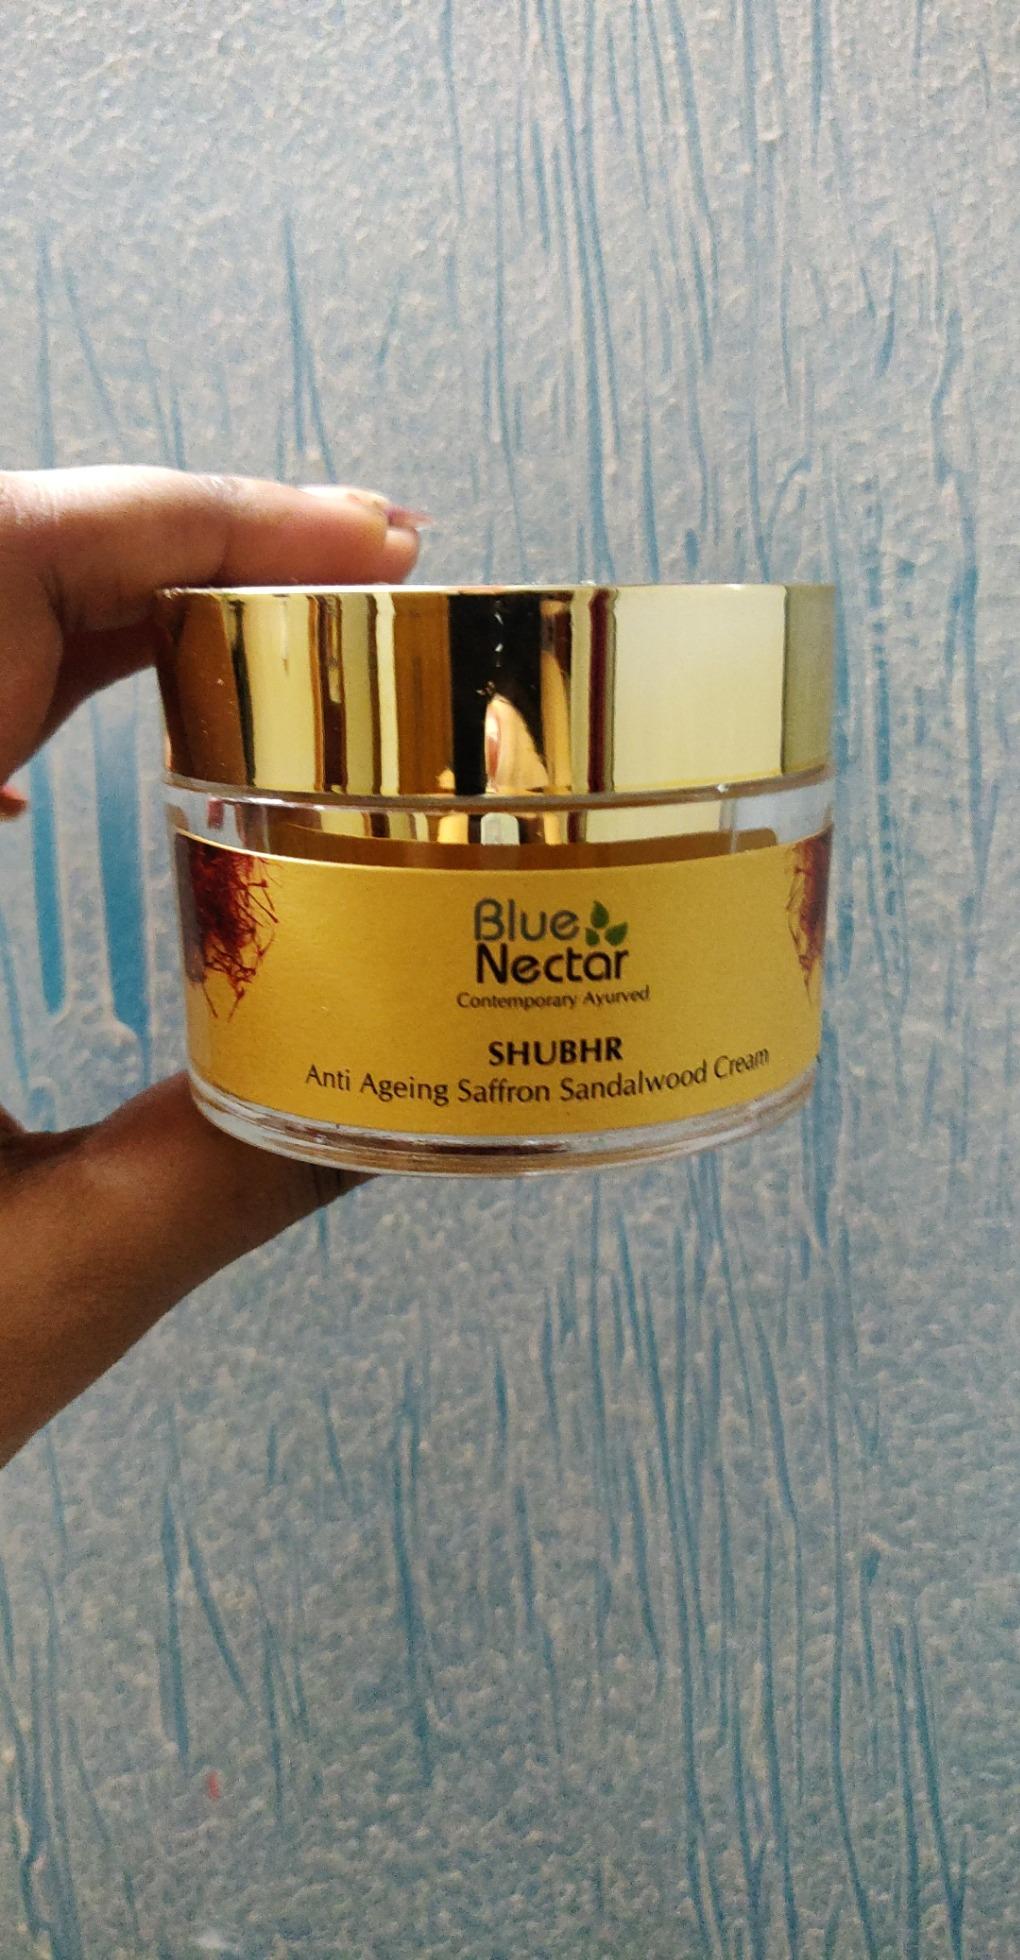 Blue
Nectar
Contemporary Ayurved
SHUBHR
Anti Ageing Saffron Sandalwood Cream